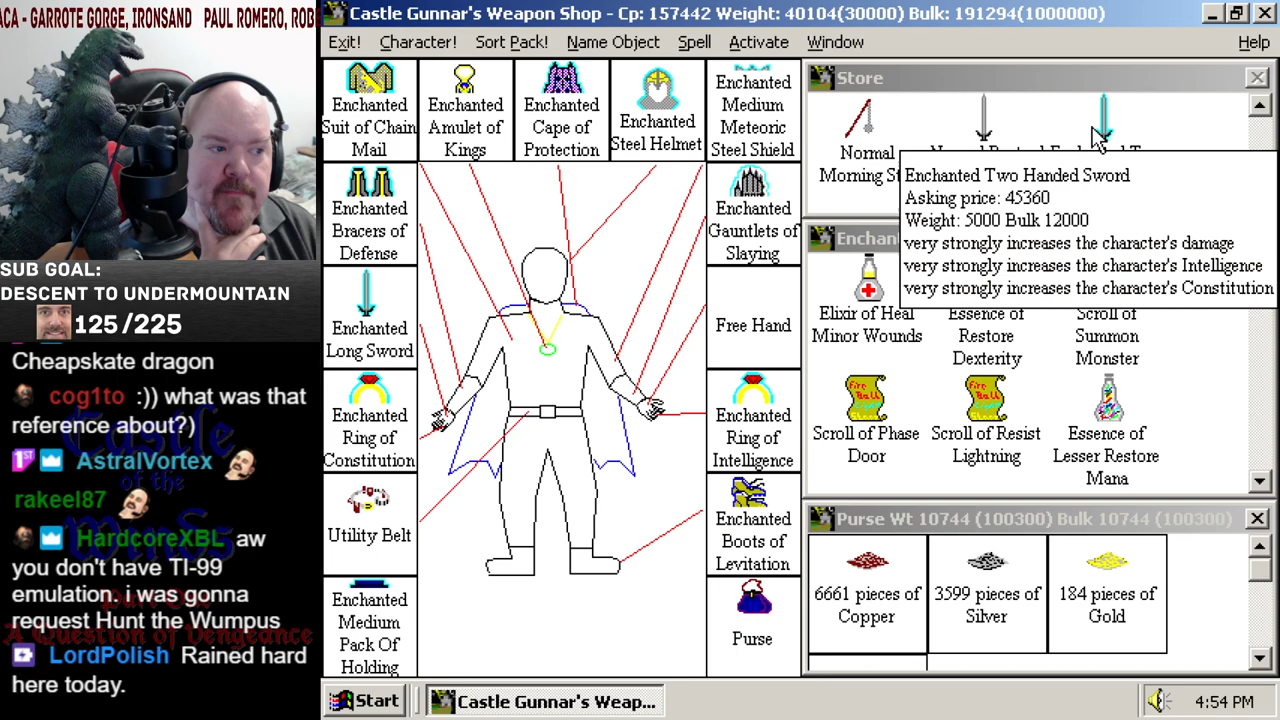 ACA - GARROTE GORGE, IRONSAND   PAUL ROMERO, ROB
Castle Gunnar's Weapon Shop - Cp: 157442 Weight: 40104(30000) Bulk: 191294(1000000)
Exit! Character! Sort Pack! Name Object Spell Activate Window Help
Enchanted Suit of Chain Mail
Enchanted Amulet of Kings
Enchanted Cape of Protection
Enchanted Steel Helmet
Enchanted Medium Meteoric Steel Shield
Enchanted Bracers of Defense
Enchanted Gauntlets of Slaying
Enchanted Long Sword
Free Hand
Enchanted Ring of Constitution
Enchanted Ring of Intelligence
Utility Belt
Enchanted Boots of Levitation
Enchanted Medium Pack Of Holding
Purse
Store
Normal
Morning S
Enchanted Two Handed Sword
Asking price: 45360
Weight: 5000 Bulk 12000
very strongly increases the character's damage
very strongly increases the character's Intelligence
very strongly increases the character's Constitution
Enchan
Elixir of Heal Minor Wounds
Essence of Restore Dexterity
Scroll of Summon Monster
Scroll of Phase Door
Scroll of Resist Lightning
Essence of Lesser Restore Mana
Purse Wt 10744 (100300) Bulk 10744 (100300)
6661 pieces of Copper
3599 pieces of Silver
184 pieces of Gold
SUB GOAL:
DESCENT TO UNDERMOUNTAIN
125 /225
Cheapskate dragon
cog1to :)) what was that
reference about?)
AstralVortex
rakeel87
HardcoreXBL aw
you don't have TI-99
emulation. i was gonna
request Hunt the Wumpus
LordPolish Rained hard
here today.
Castle
of the
Winds
Part One
A Question of Vengeance
Start
Castle Gunnar's Weap...
4:54 PM